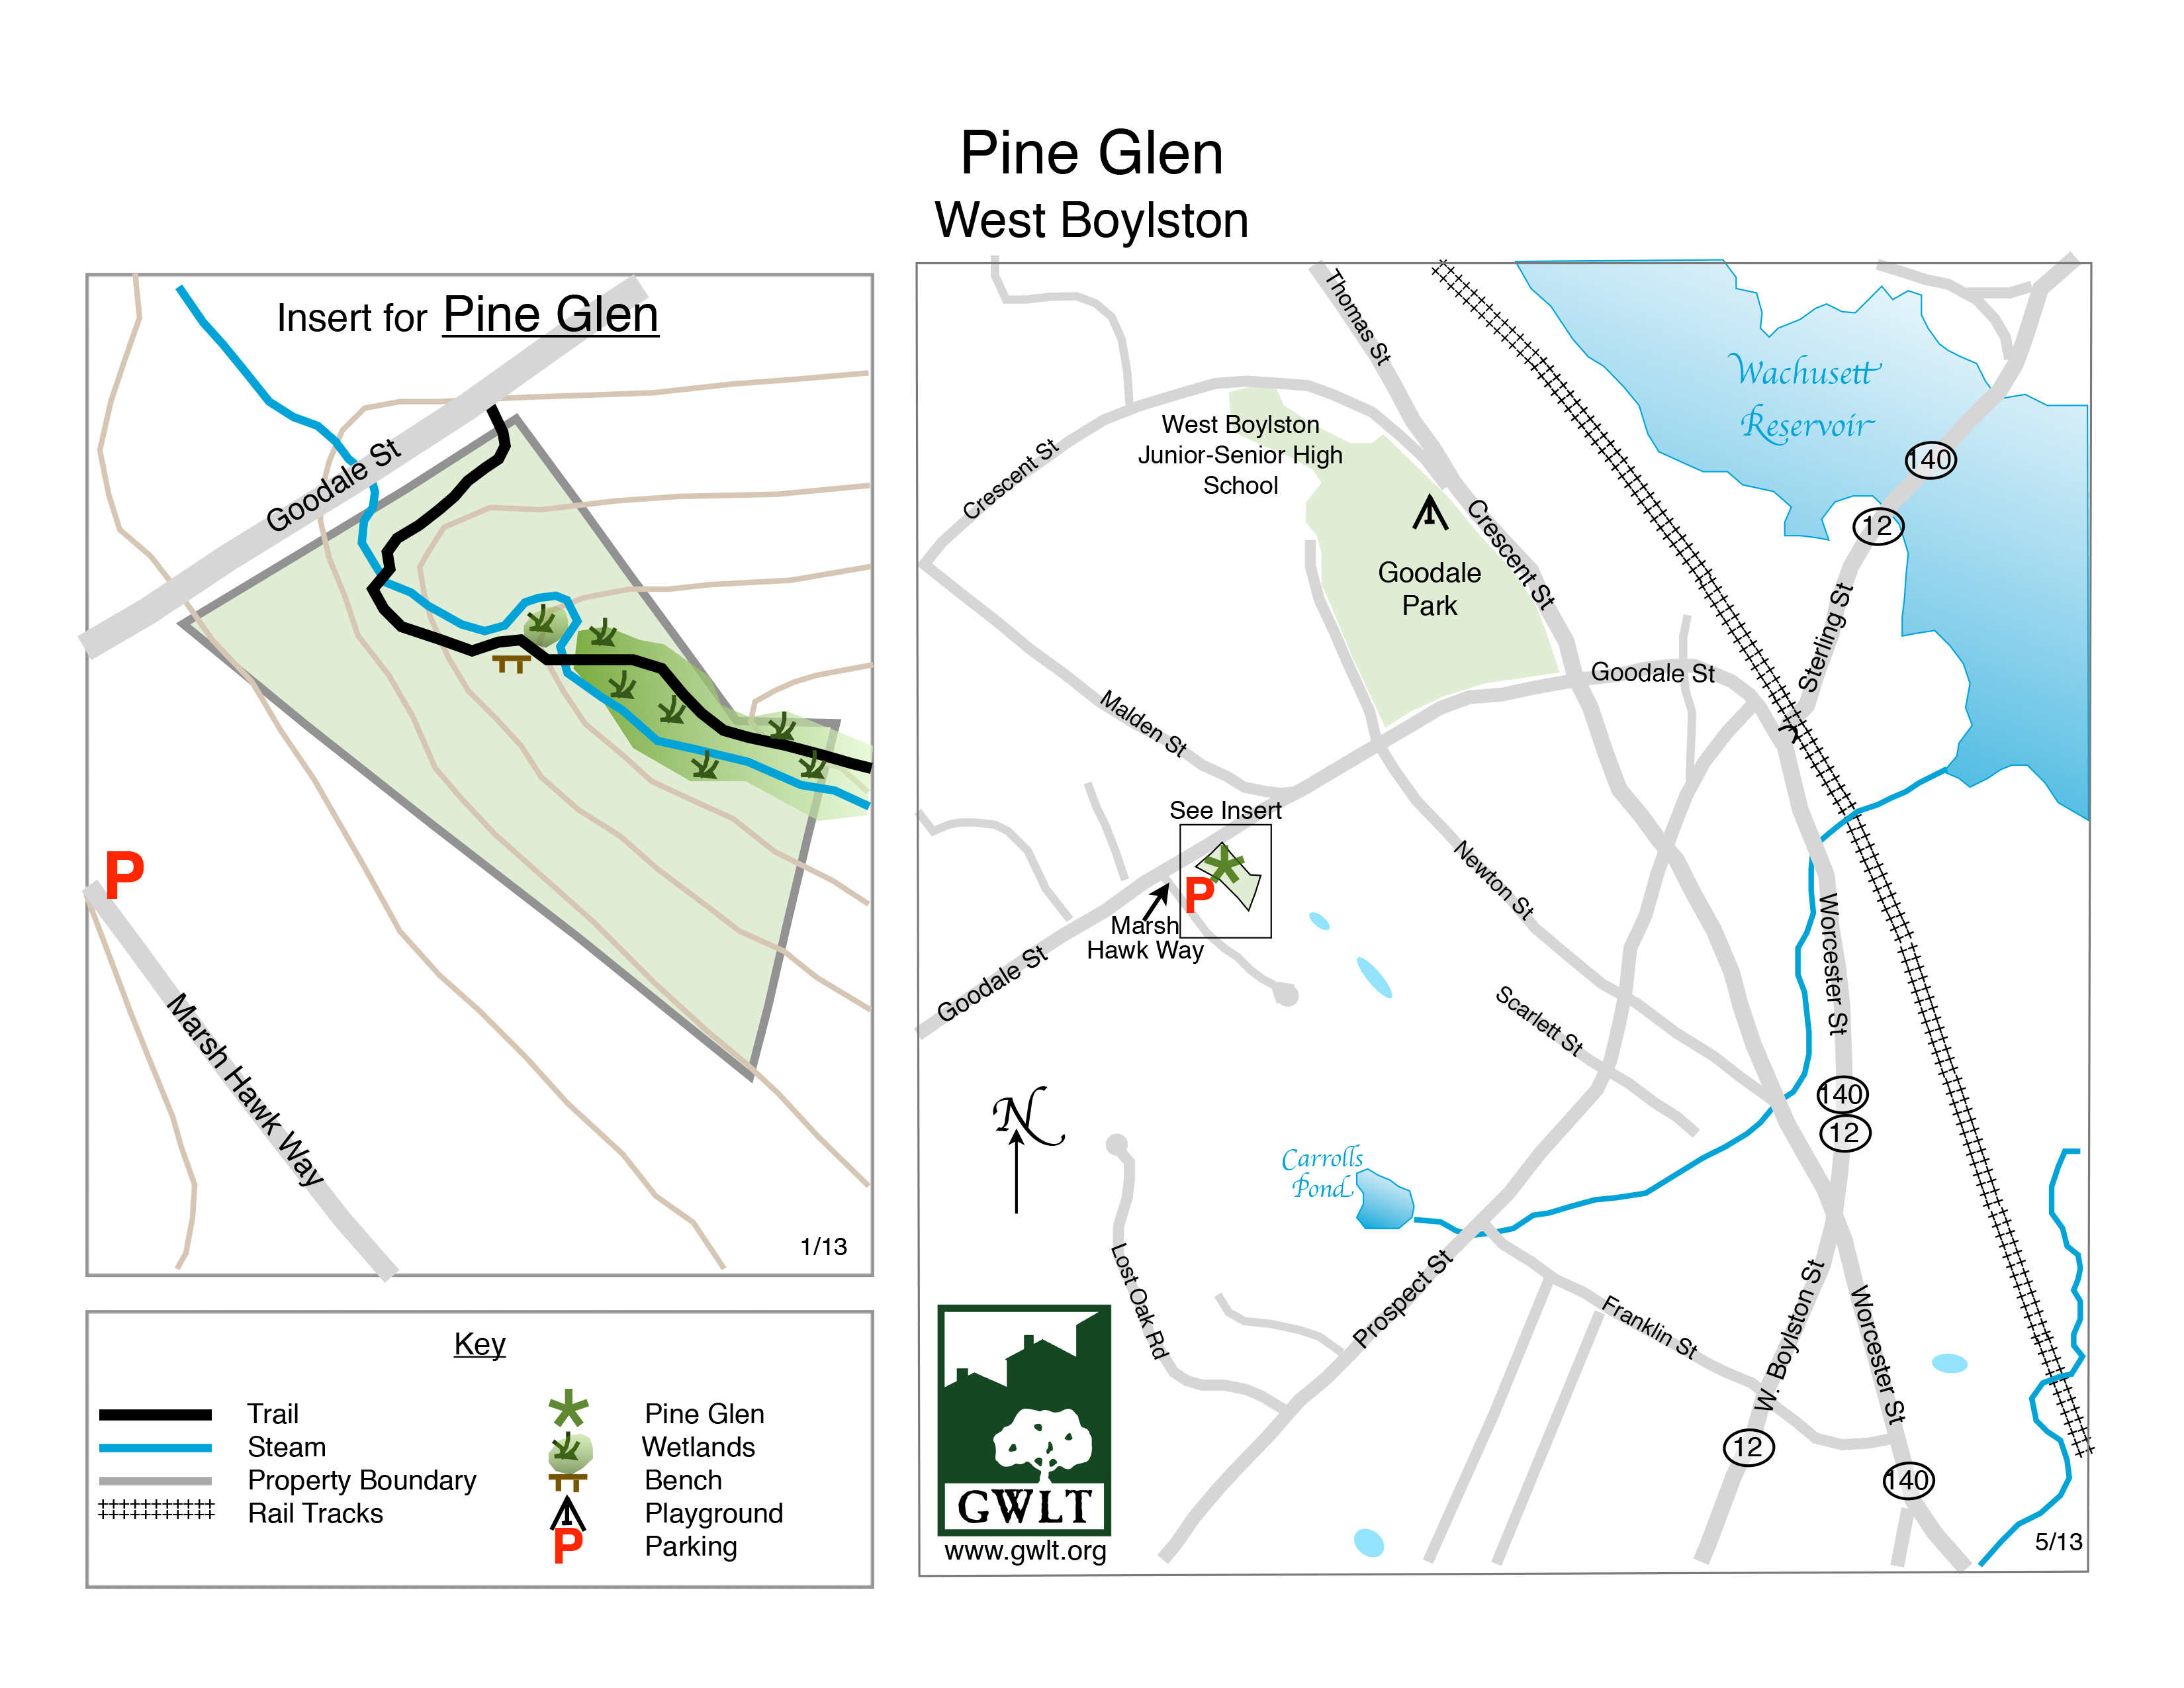 Pine Glen
West Boylston
Insert for Pine Glen
Goodale St
P
Marsh Hawk Way
1/13
Key
Trail
Steam
Property Boundary
Rail Tracks
Pine Glen
Wetlands
Bench
Playground
P
Parking
Thomas St
Wachusett
Reservoir
West Boylston
Junior-Senior High
School
Crescent St
Crescent St
140
12
Goodale
Park
Sterling St
Goodale St
Malden St
See Insert
P
Marsh
Hawk Way
Newton St
Goodale St
Worcester St
Scarlett St
N
140
12
Carrolls
Pond
Lost Oak Rd
Prospect St
Franklin St
W. Boylston St
Worcester St
12
140
GWLT
www.gwlt.org
5/13